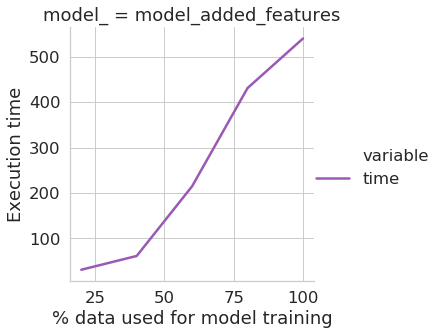 model_ = model_added_features
Execution time
500
400
300
200
100
25
50
75
100
% data used for model training
variable
time